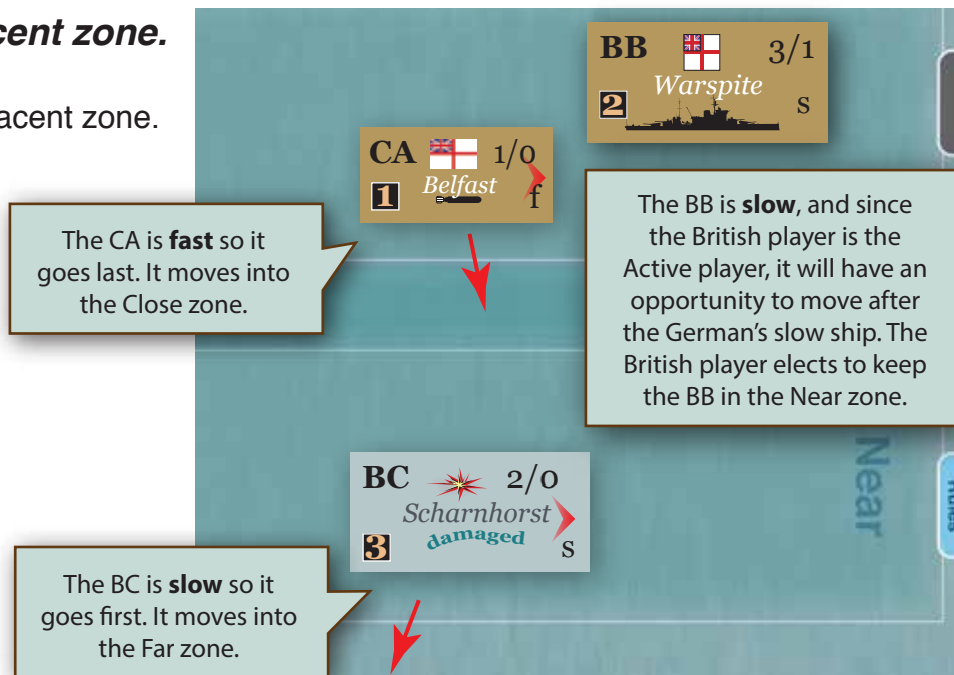 cent zone.
acent zone.
BB 3/1
Warspite
2 s
CA 1/0
Belfast
1 f
The CA is fast so it
goes last. It moves into
the Close zone.
The BB is slow, and since
the British player is the
Active player, it will have an
opportunity to move after
the German's slow ship. The
British player elects to keep
the BB in the Near zone.
Near
BC 2/0
Scharnhorst
damaged
3 s
The BC is slow so it
goes first. It moves into
the Far zone.